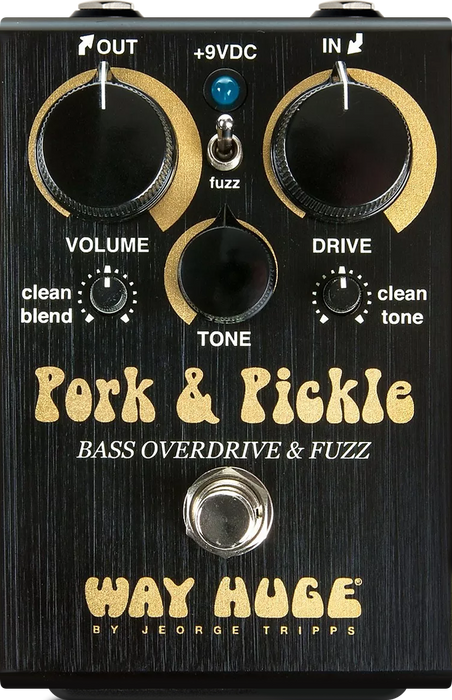 OUT
+9VDC
IN
fuzz
VOLUME
DRIVE
clean
blend
clean
tone
TONE
Pork & Pickle
BASS OVERDRIVE & FUZZ
WAY HUGE®
BY JEORGE TRIPPS